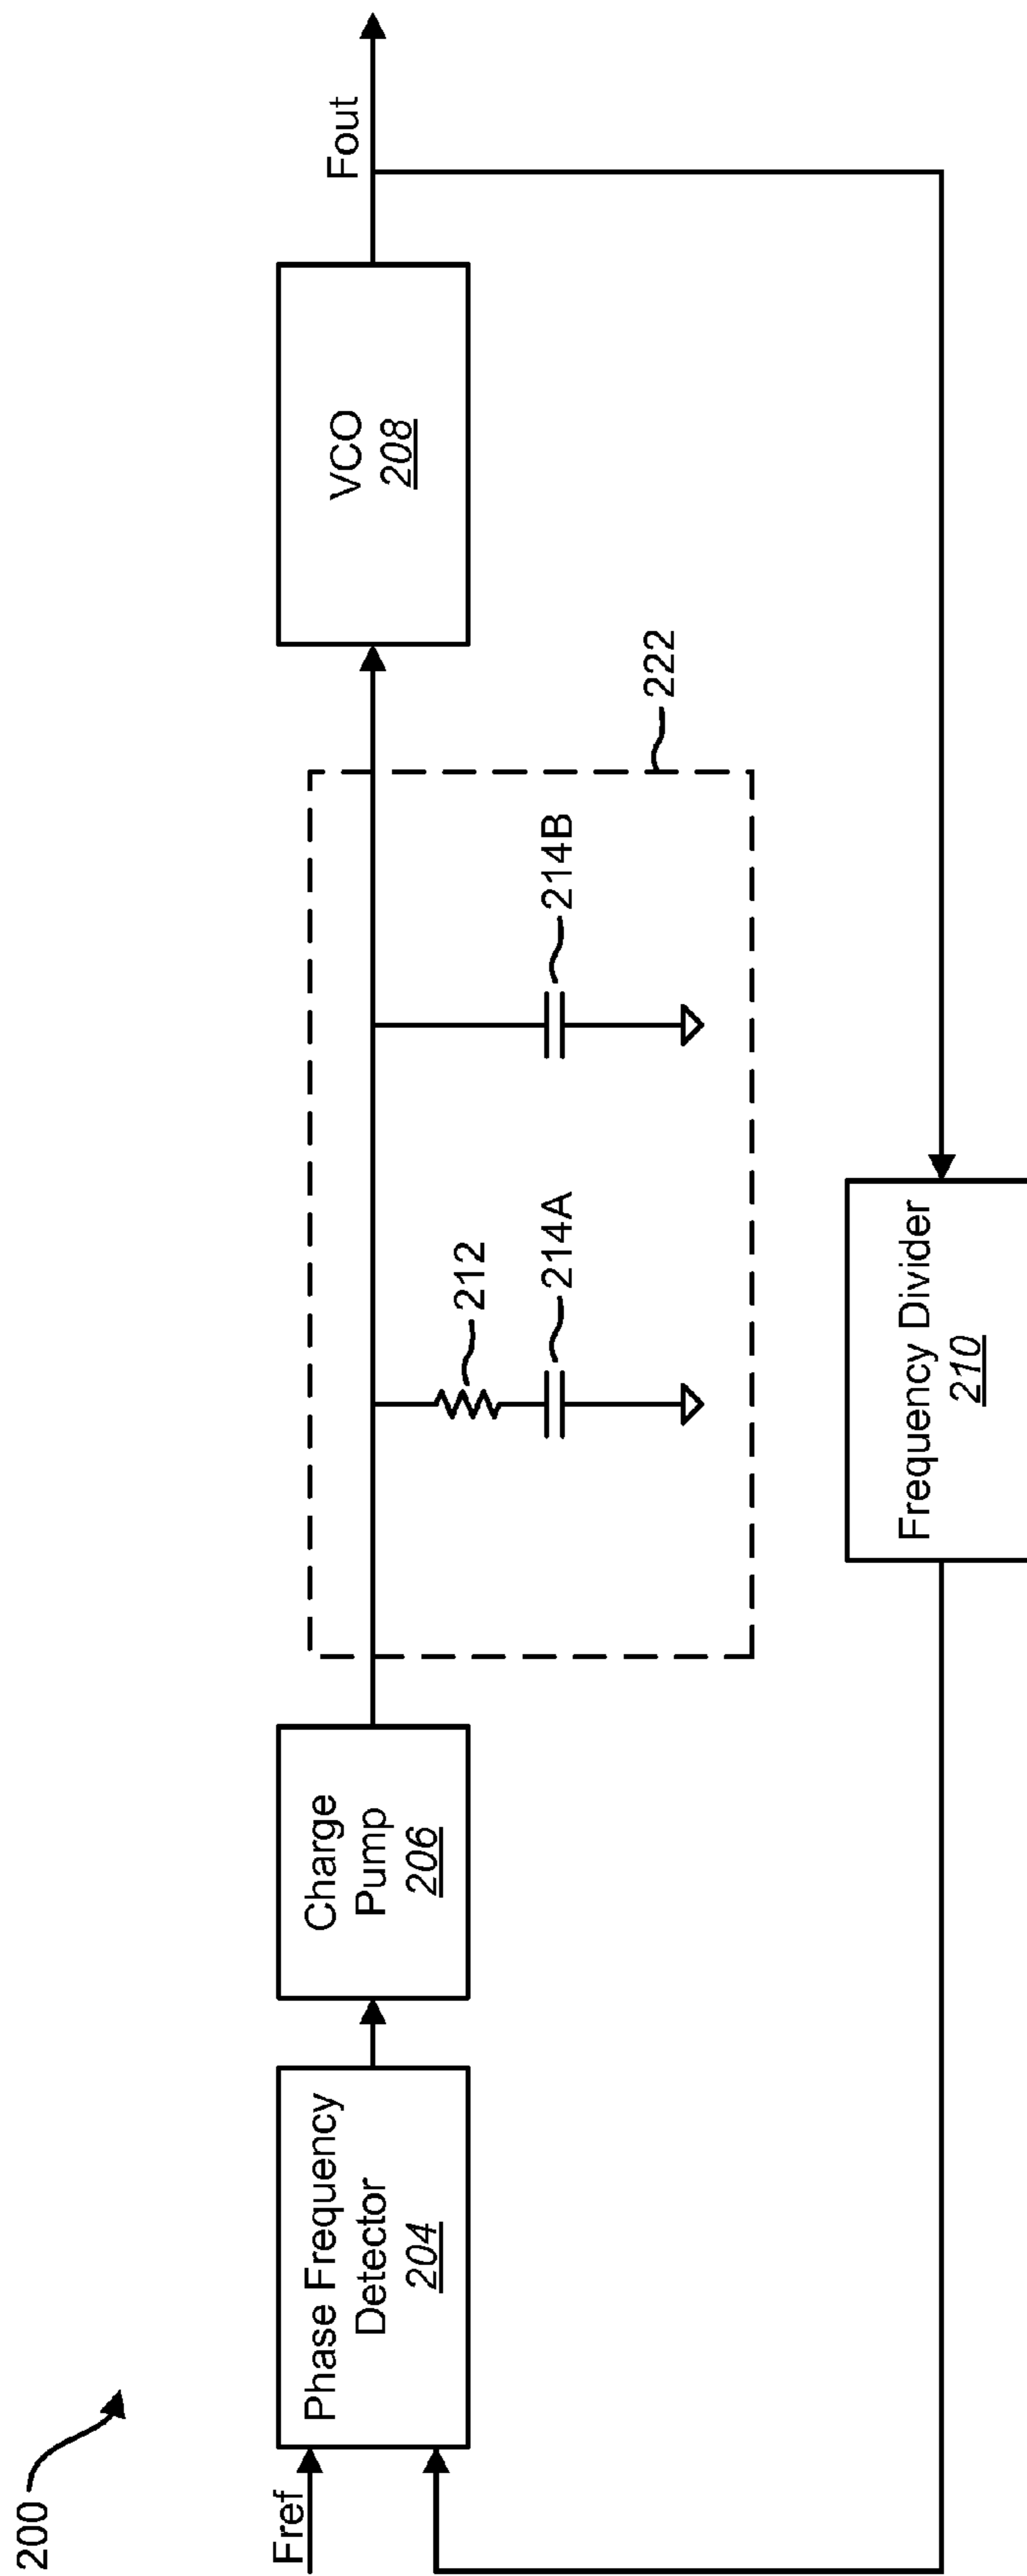 200
Fref
Phase Frequency
Detector
204
Charge
Pump
206
212
214A
214B
222
VCO
208
Fout
Frequency Divider
210